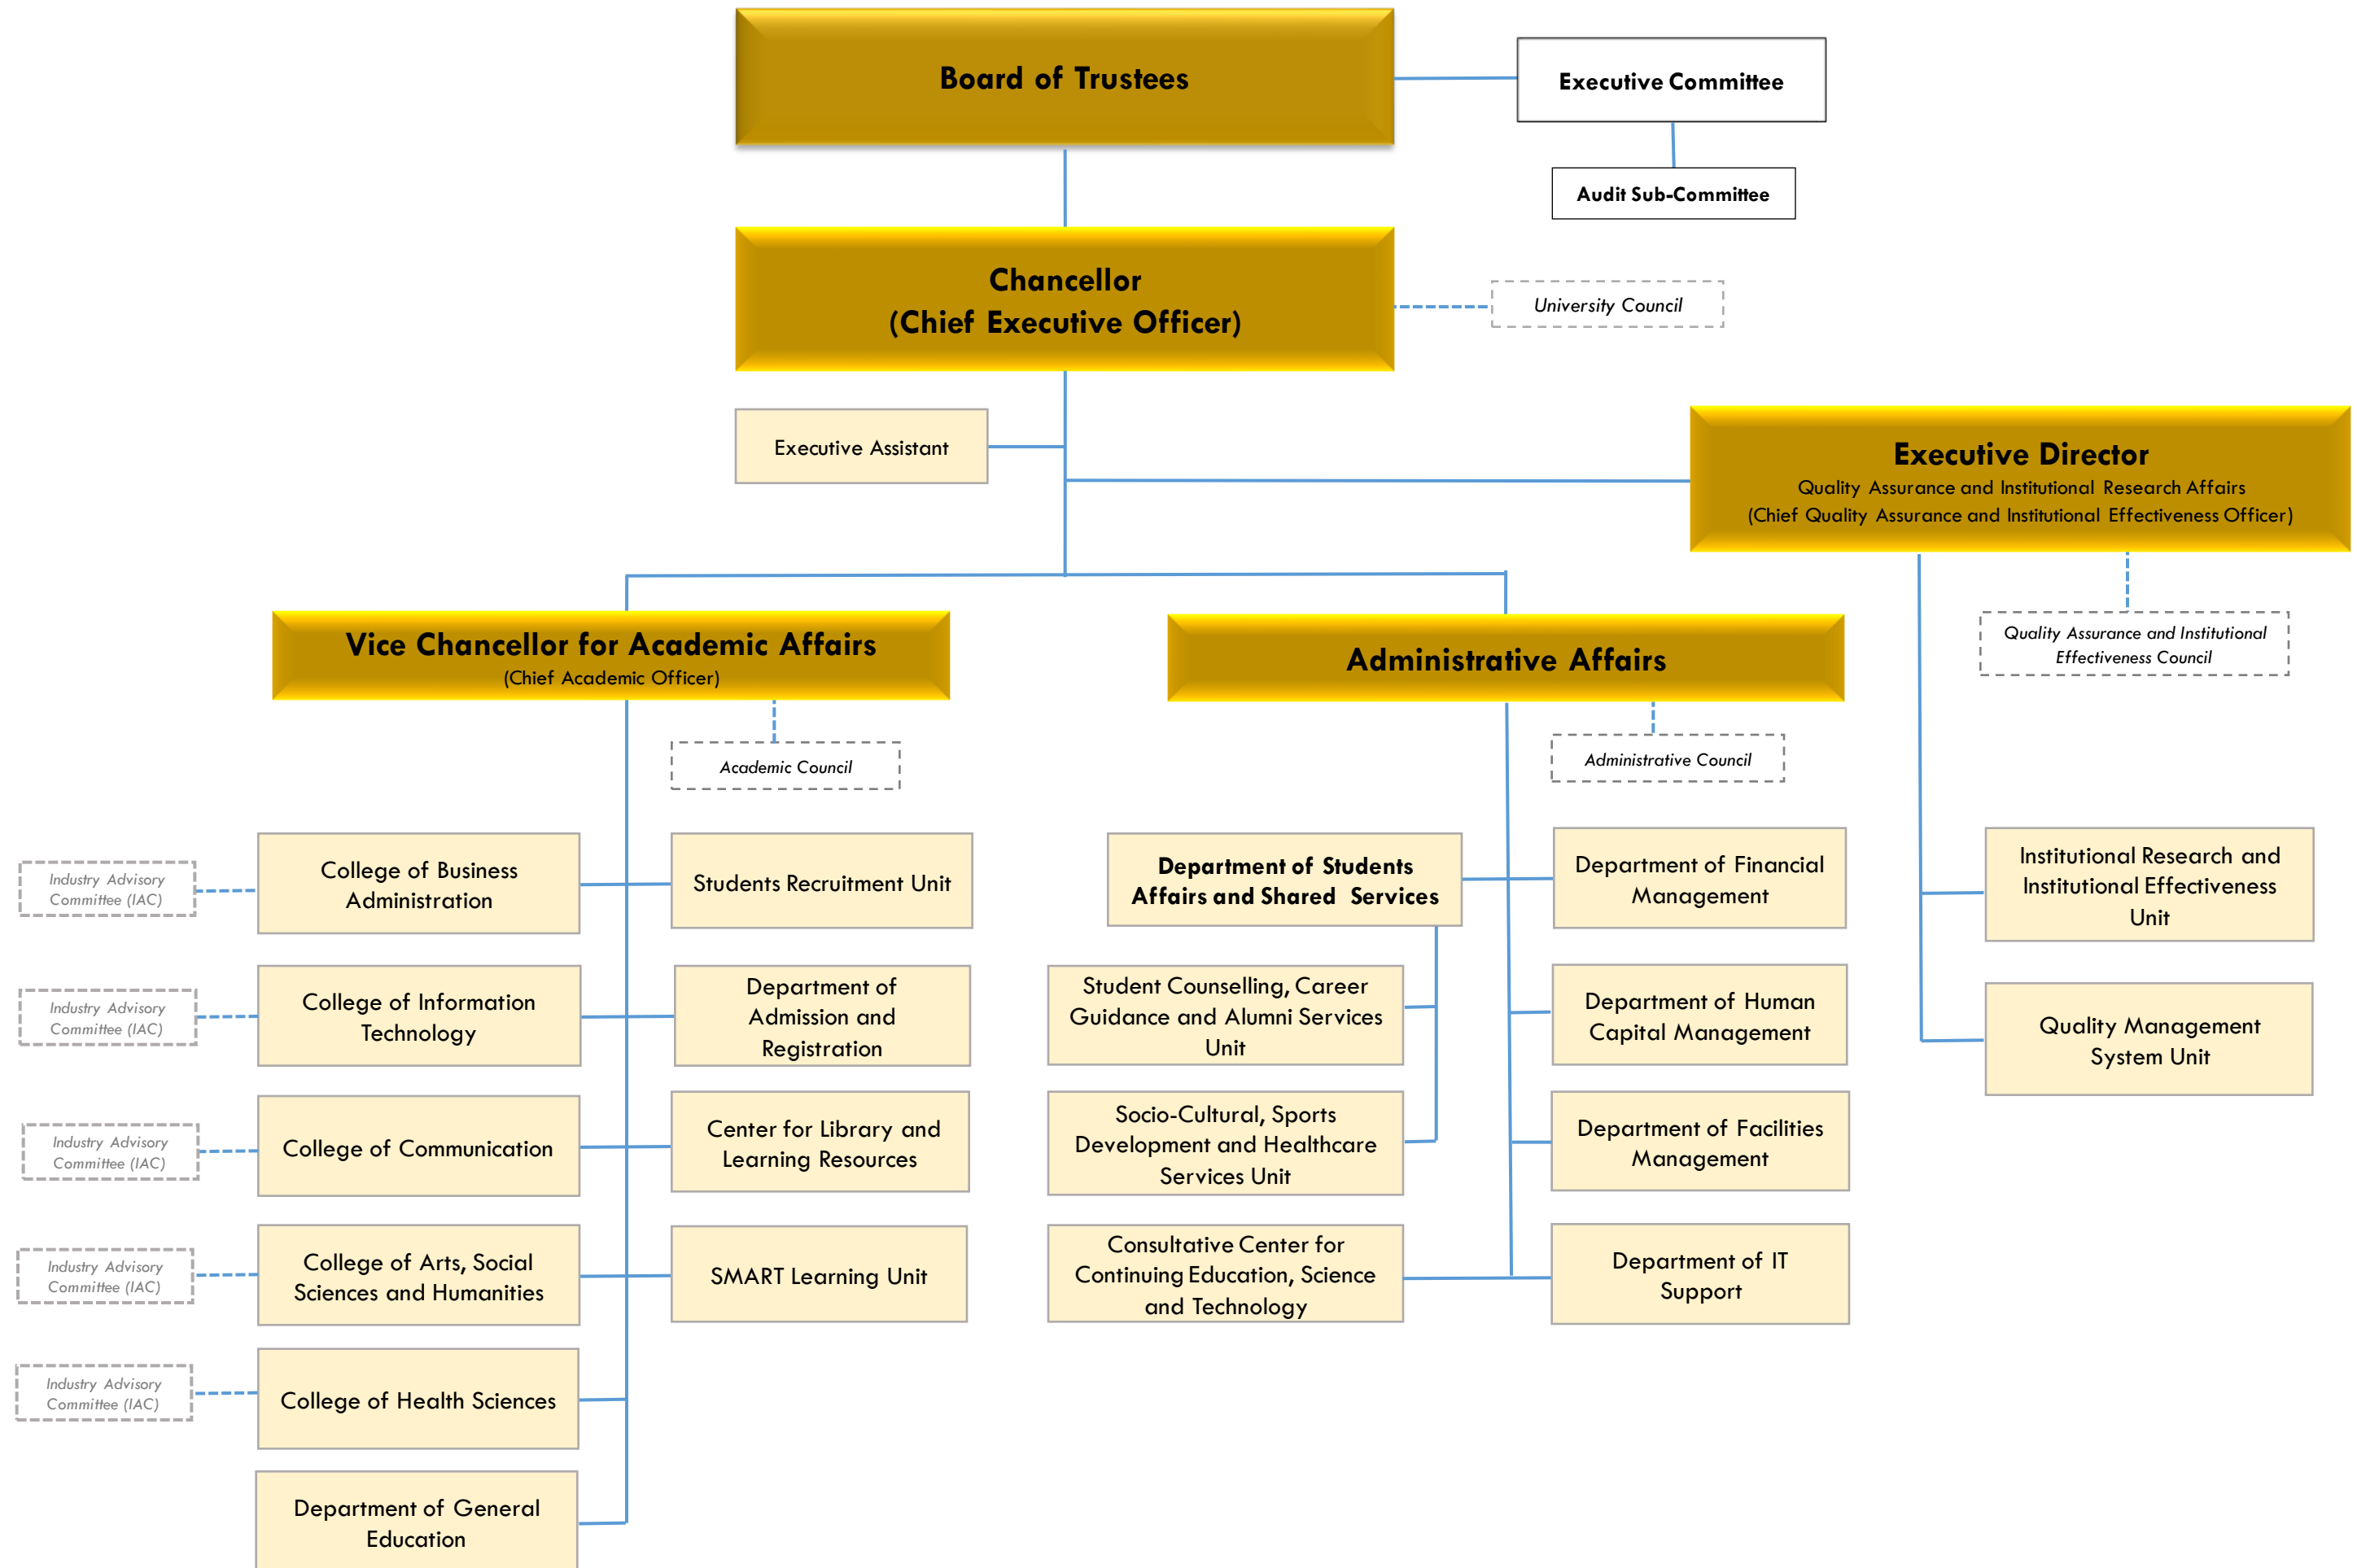 Board of Trustees
Executive Committee
Audit Sub-Committee
Chancellor
(Chief Executive Officer)
University Council
Executive Assistant
Executive Director
Quality Assurance and Institutional Research Affairs
(Chief Quality Assurance and Institutional Effectiveness Officer)
Quality Assurance and Institutional
Effectiveness Council
Vice Chancellor for Academic Affairs
(Chief Academic Officer)
Administrative Affairs
Academic Council
Administrative Council
Industry Advisory
Committee (IAC)
College of Business
Administration
Students Recruitment Unit
Department of Students
Affairs and Shared Services
Department of Financial
Management
Institutional Research and
Institutional Effectiveness
Unit
Industry Advisory
Committee (IAC)
College of Information
Technology
Department of
Admission and
Registration
Student Counselling, Career
Guidance and Alumni Services
Unit
Department of Human
Capital Management
Quality Management
System Unit
Industry Advisory
Committee (IAC)
College of Communication
Center for Library and
Learning Resources
Socio-Cultural, Sports
Development and Healthcare
Services Unit
Department of Facilities
Management
Industry Advisory
Committee (IAC)
College of Arts, Social
Sciences and Humanities
SMART Learning Unit
Consultative Center for
Continuing Education, Science
and Technology
Department of IT
Support
Industry Advisory
Committee (IAC)
College of Health Sciences
Department of General
Education